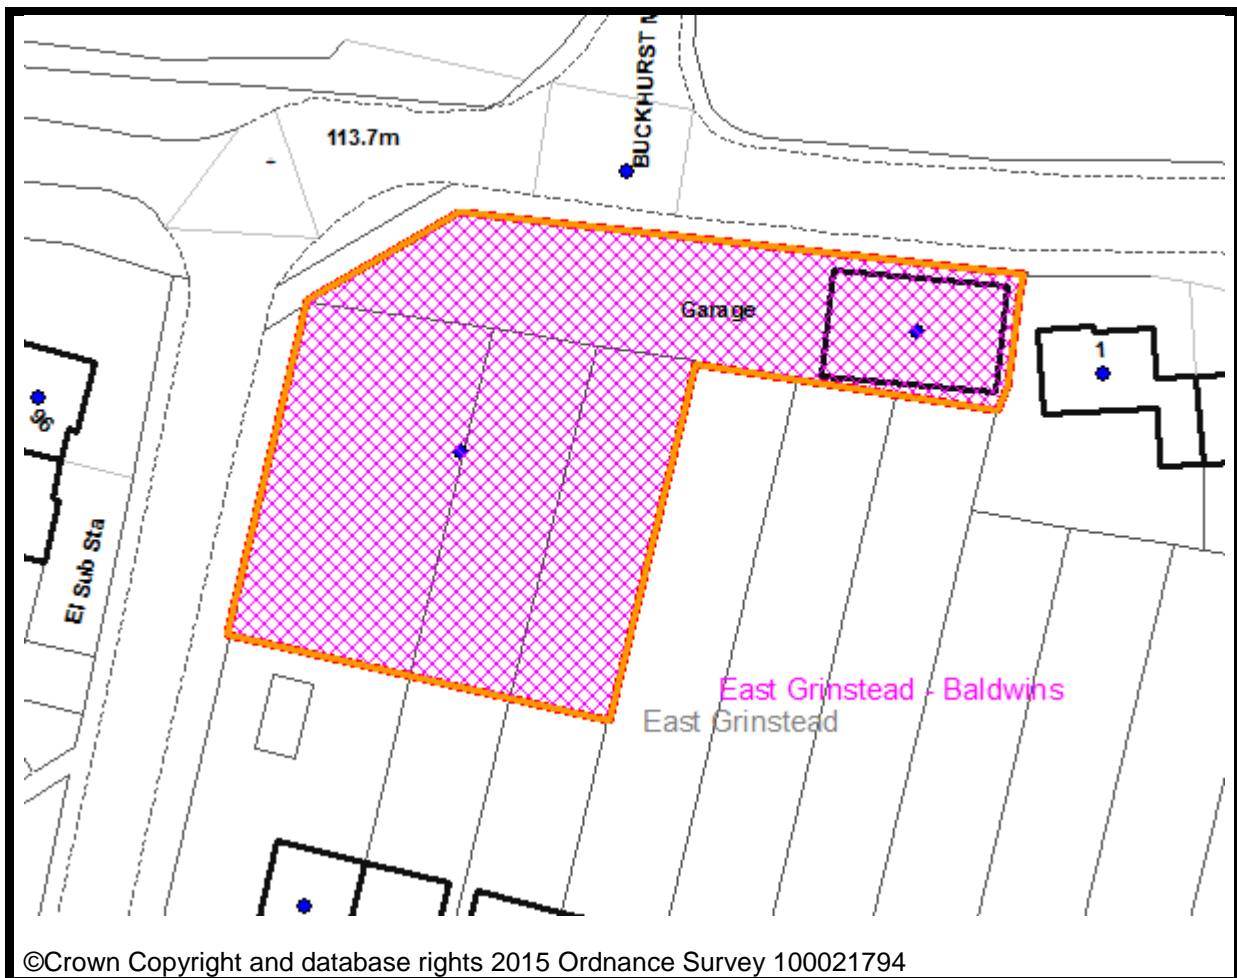 BUCKHURST
113.7m
Garage
1
96
El Sub Sta
East Grinstead - Baldwins
East Grinstead
©Crown Copyright and database rights 2015 Ordnance Survey 100021794